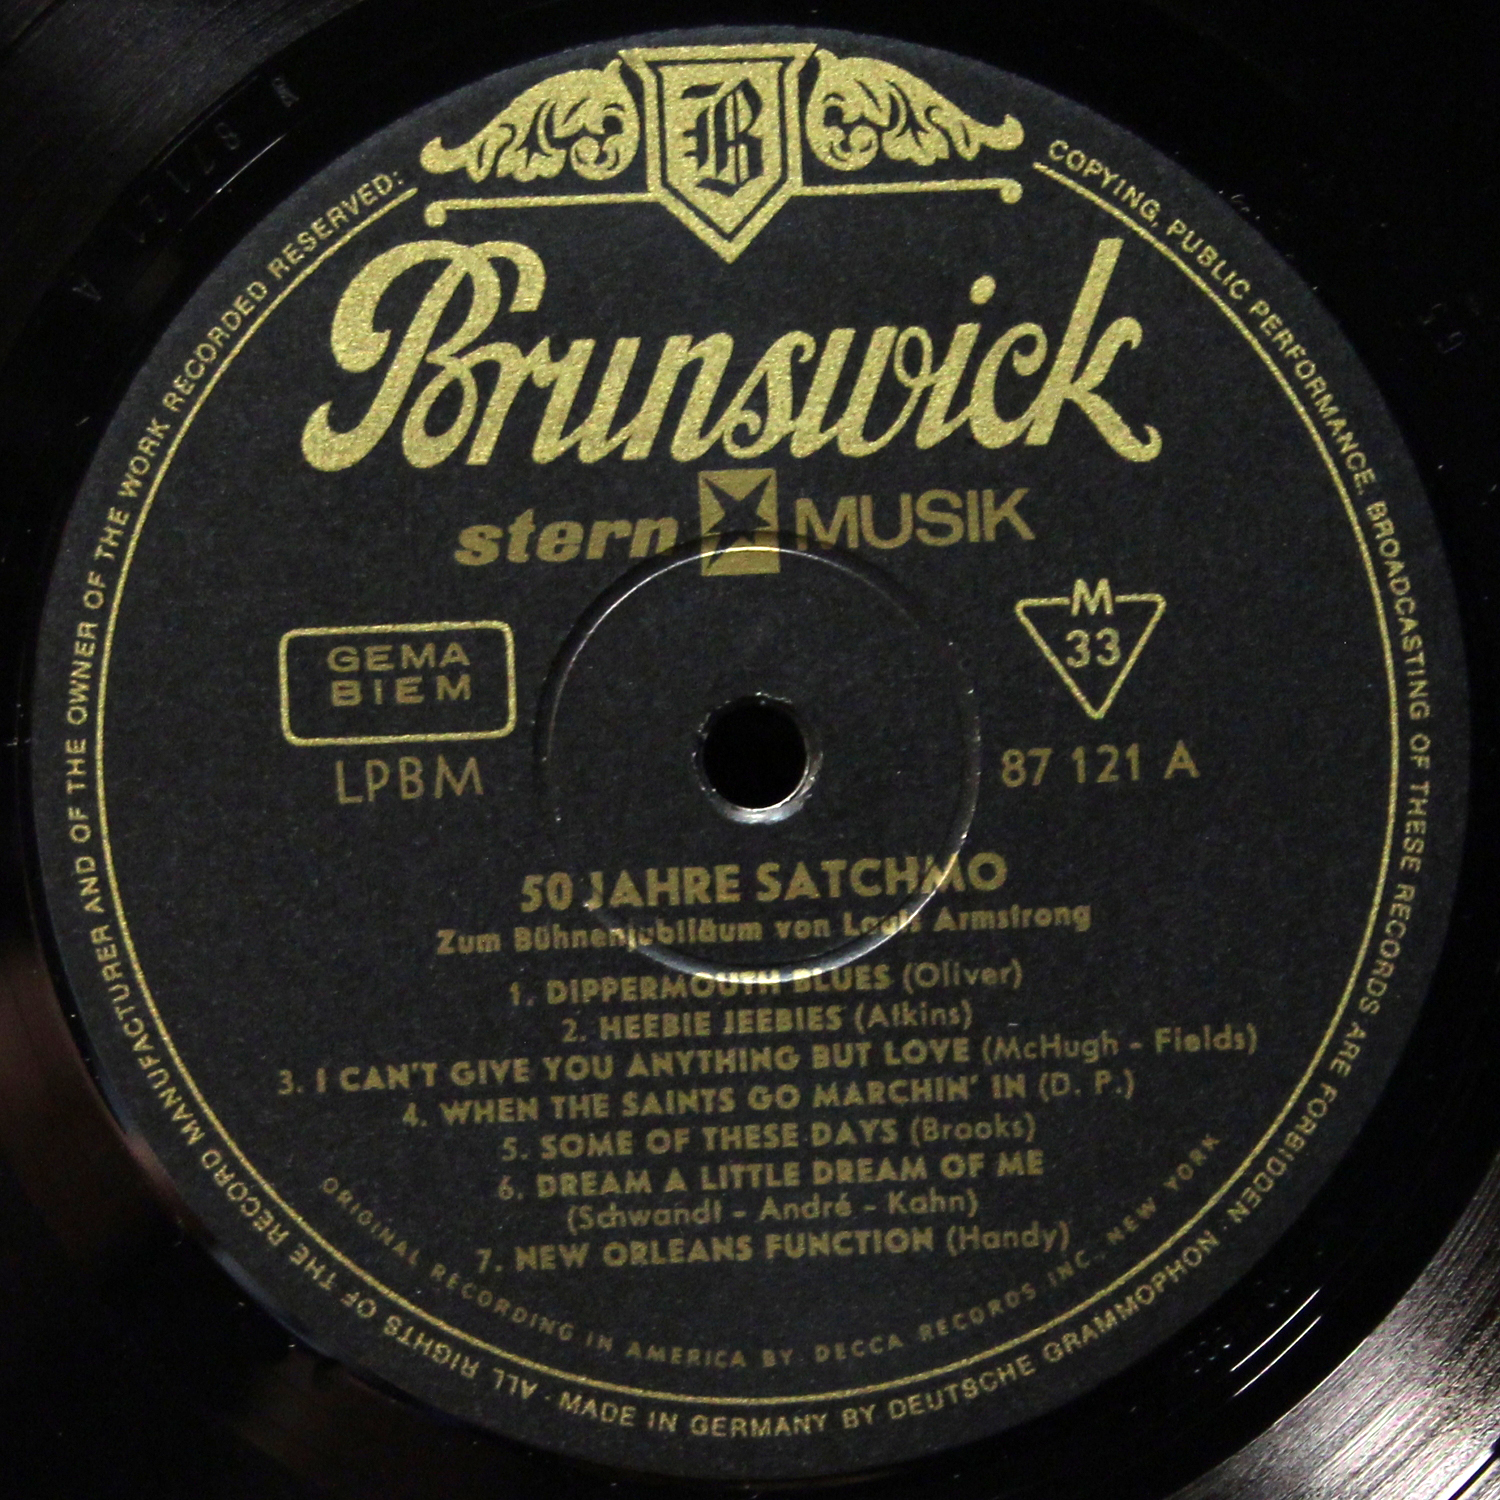 B
Brunswick
stern MUSIK
GEMA
BIEM
LPBM
M
33
87 121 A
50 JAHRE SATCHMO
Zum Bühnenjubiläum von Louis Armstrong
1. DIPPERMOUTH BLUES (Oliver)
2. HEEBIE JEEBIES (Atkins)
3. I CAN'T GIVE YOU ANYTHING BUT LOVE (McHugh - Fields)
4. WHEN THE SAINTS GO MARCHIN' IN (D. P.)
5. SOME OF THESE DAYS (Brooks)
6. DREAM A LITTLE DREAM OF ME
(Schwandt - André - Kahn)
7. NEW ORLEANS FUNCTION (Handy)
ORIGINAL RECORDING IN AMERICA BY DECCA RECORDS INC., NEW YORK
ALL RIGHTS OF THE RECORD MANUFACTURER AND OF THE OWNER OF THE WORK RECORDED RESERVED:
COPYING, PUBLIC PERFORMANCE, BROADCASTING OF THESE RECORDS ARE FORBIDDEN · MADE IN GERMANY BY DEUTSCHE GRAMMOPHON ·